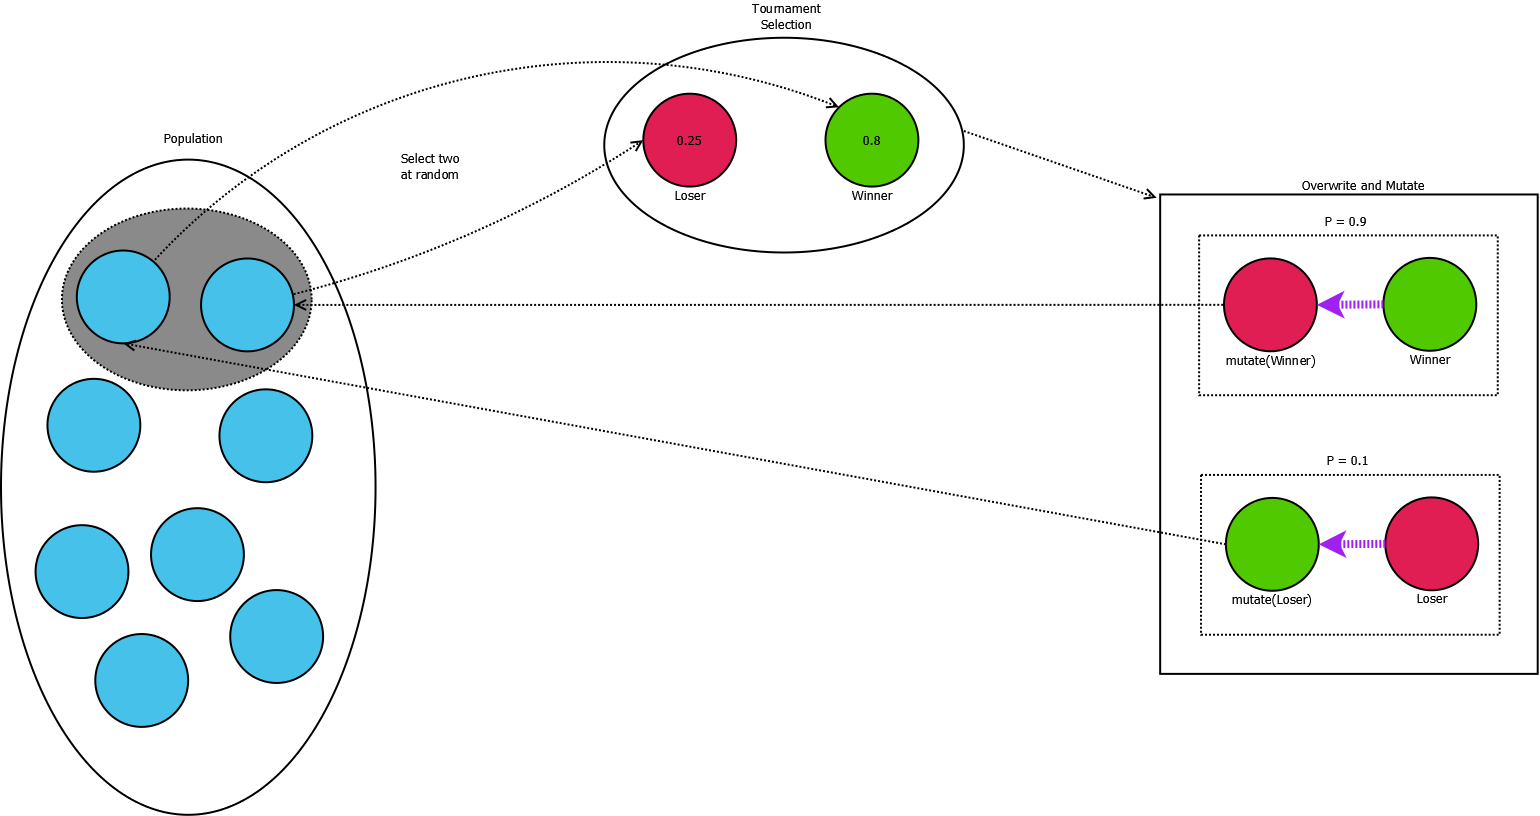 Tournament
Selection
Population
Select two
at random
0.25
0.8
Loser
Winner
Overwrite and Mutate
P = 0.9
mutate(Winner)
Winner
P = 0.1
mutate(Loser)
Loser